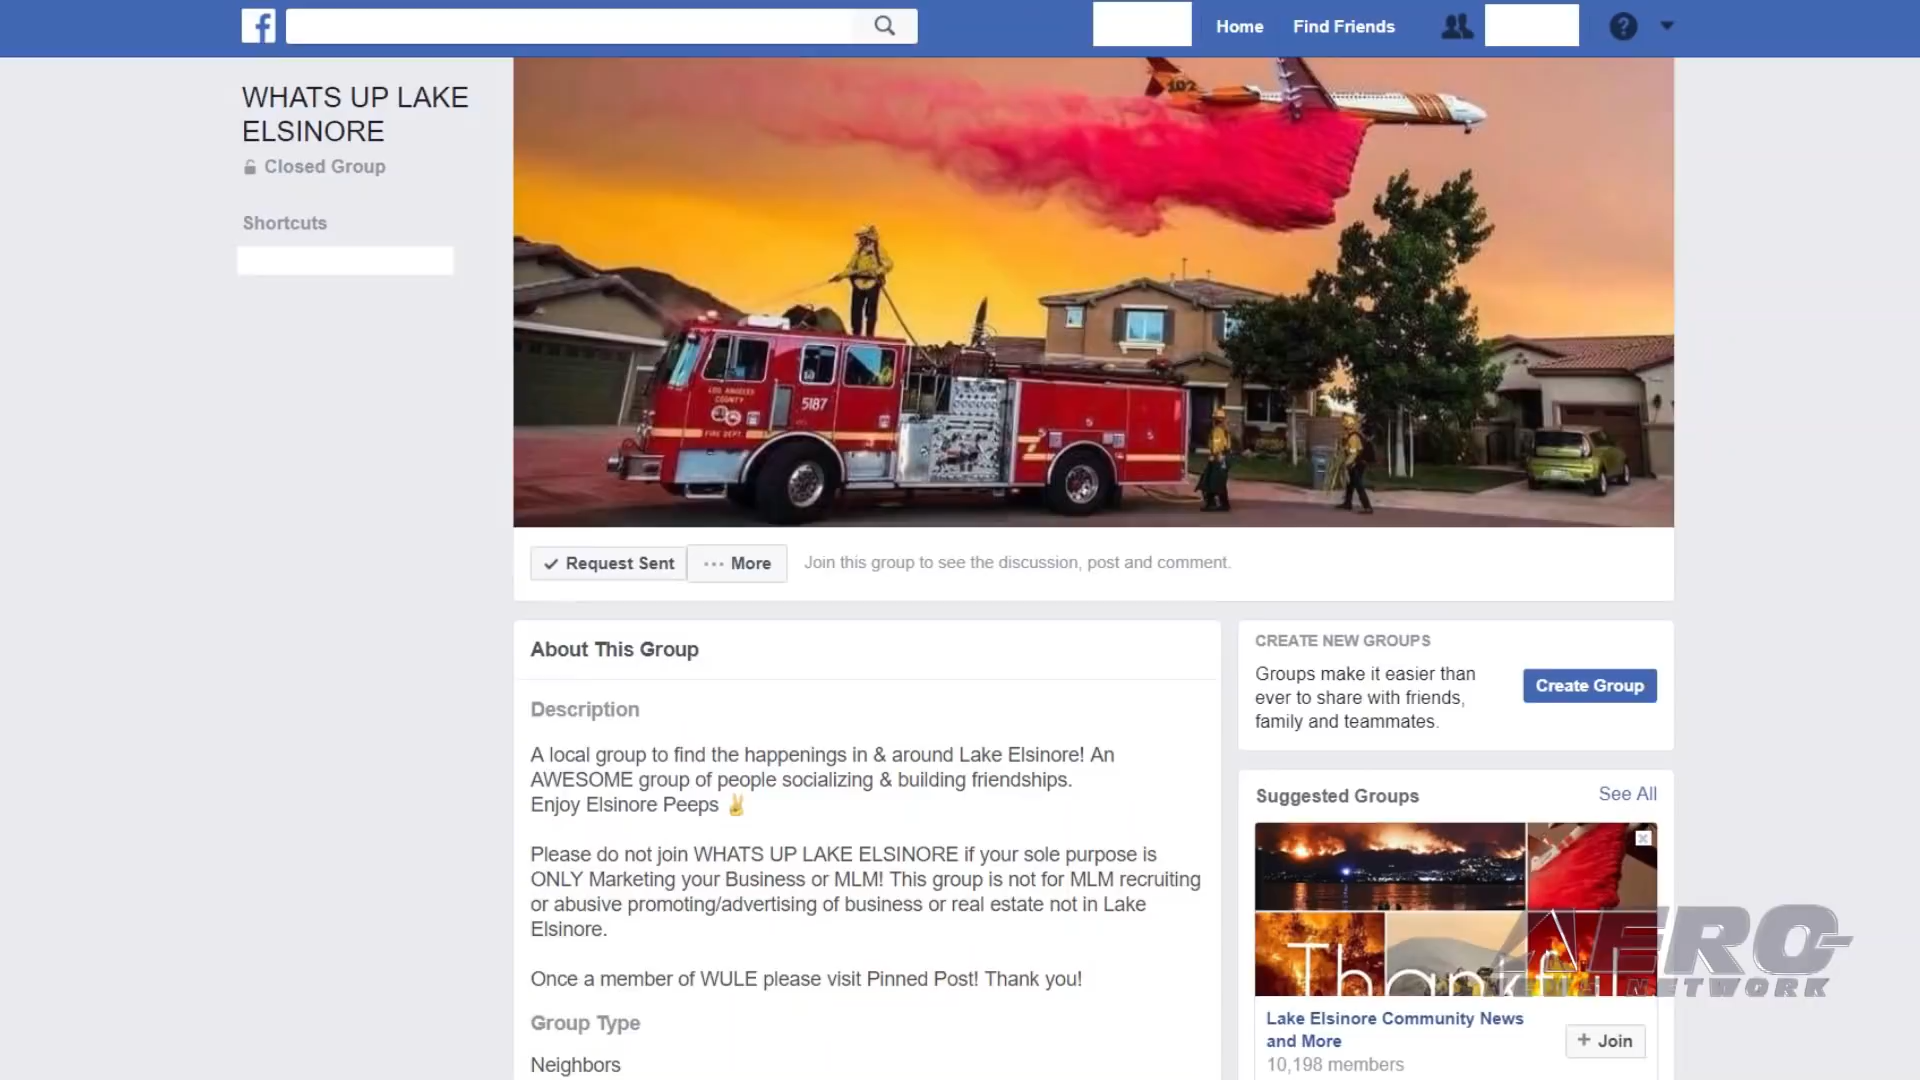 f
Home Find Friends ?
WHATS UP LAKE
ELSINORE
Closed Group
Shortcuts
102
LOS ANGELES
COUNTY
FIRE DEPT
5187
Request Sent
More
Join this group to see the discussion, post and comment.
About This Group
Description
A local group to find the happenings in & around Lake Elsinore! An
AWESOME group of people socializing & building friendships.
Enjoy Elsinore Peeps ✌
Please do not join WHATS UP LAKE ELSINORE if your sole purpose is
ONLY Marketing your Business or MLM! This group is not for MLM recruiting
or abusive promoting/advertising of business or real estate not in Lake
Elsinore.
Once a member of WULE please visit Pinned Post! Thank you!
Group Type
Neighbors
CREATE NEW GROUPS
Groups make it easier than
ever to share with friends,
family and teammates.
Create Group
Suggested Groups
See All
AERO-
NETWORK
Lake Elsinore Community News
and More
10,198 members
+ Join